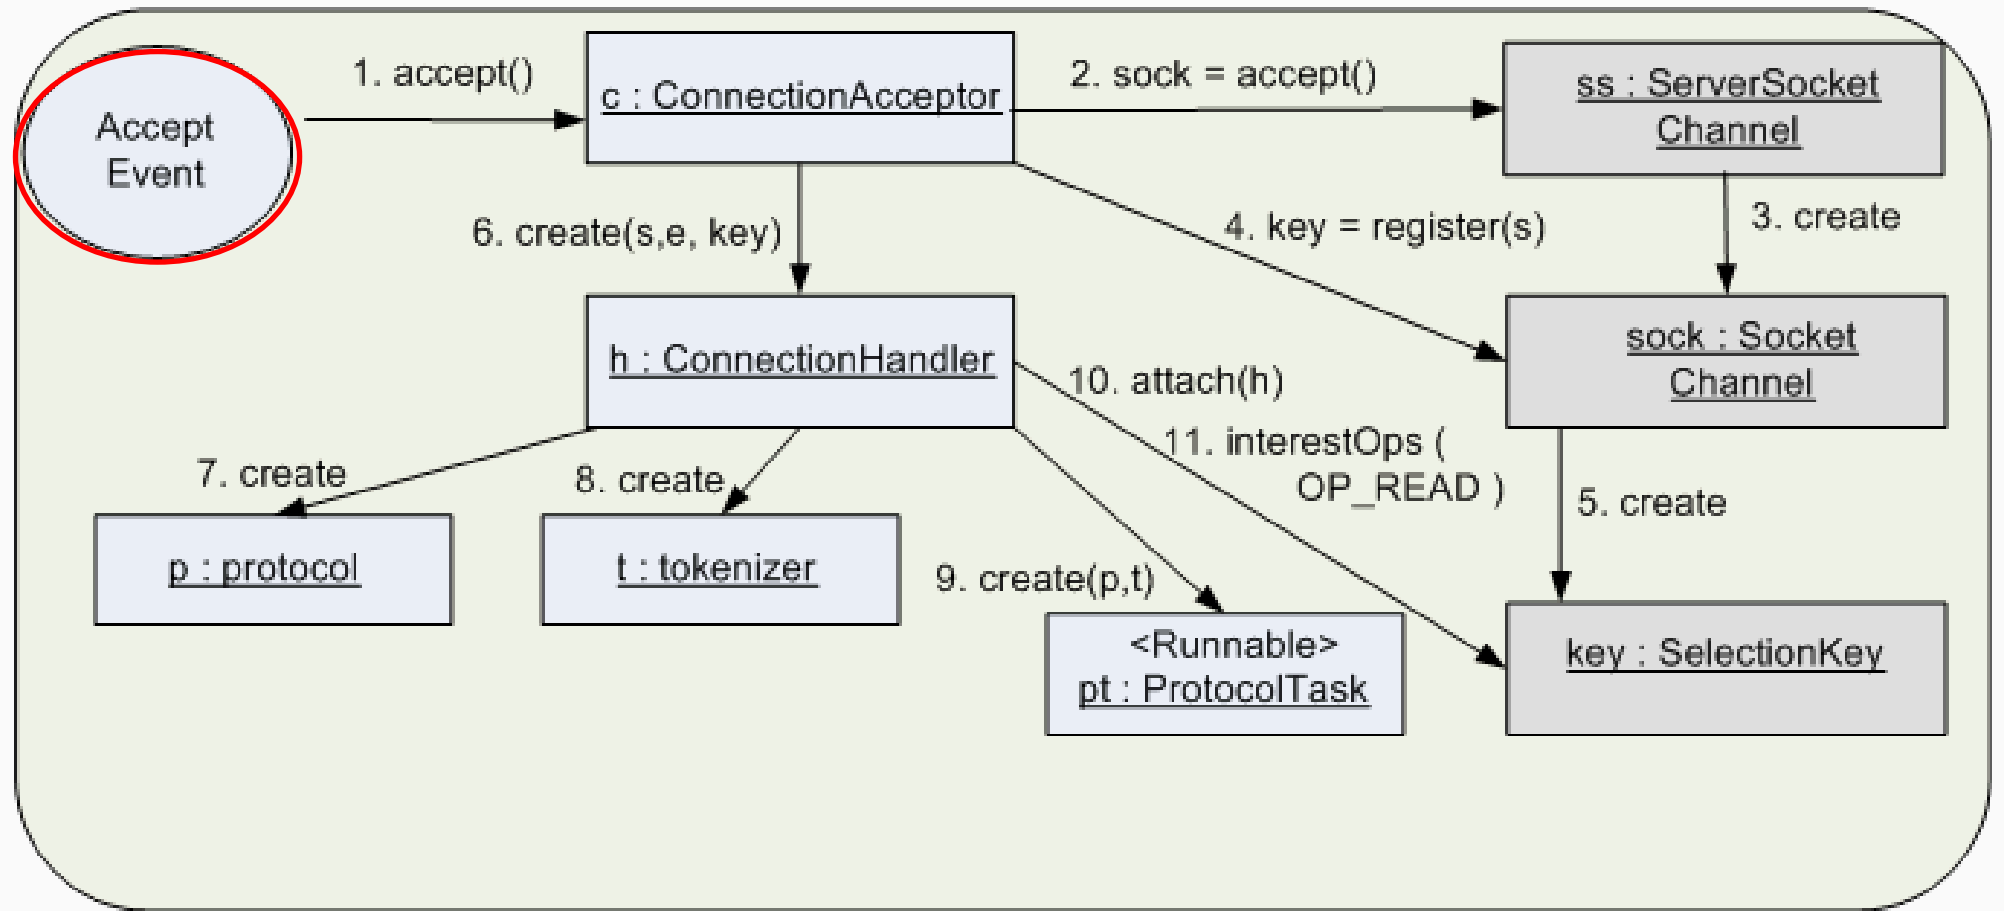 Accept
Event
1. accept()
c : ConnectionAcceptor
2. sock = accept()
ss : ServerSocket
Channel
6. create(s,e, key)
4. key = register(s)
3. create
h : ConnectionHandler
sock : Socket
Channel
10. attach(h)
11. interestOps (
OP_READ )
7. create
8. create
5. create
p : protocol
t : tokenizer
9. create(p,t)
<Runnable>
pt : ProtocolTask
key : SelectionKey